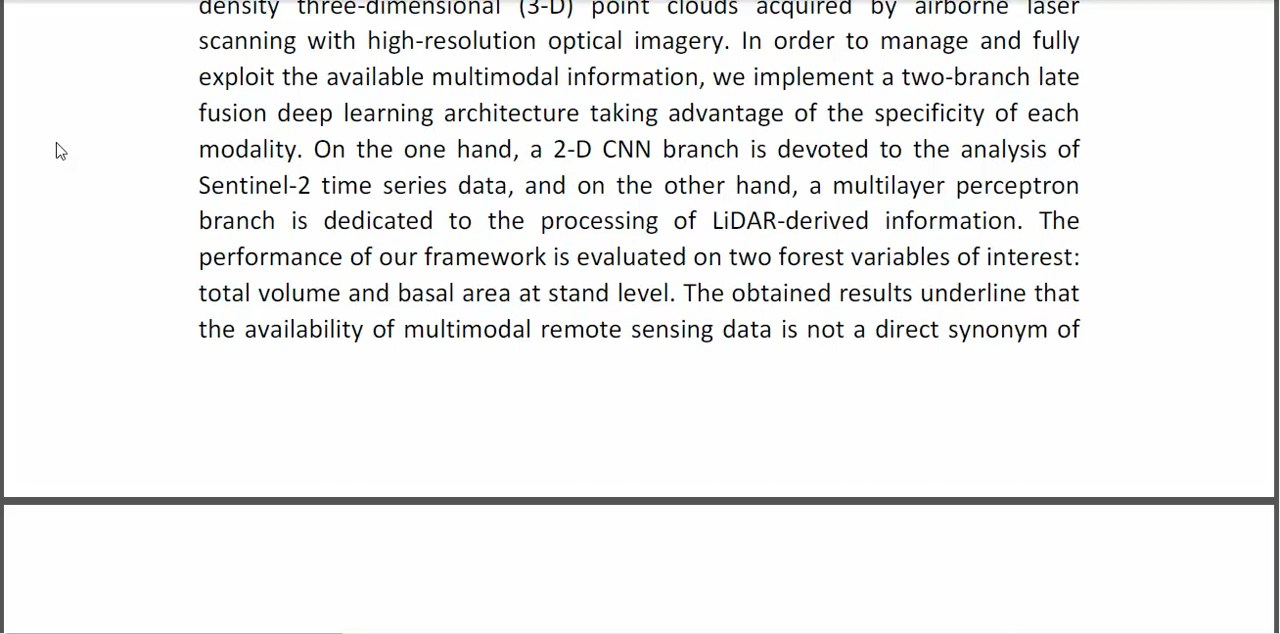 density three-dimensional (3-D) point clouds acquired by airborne laser
scanning with high-resolution optical imagery. In order to manage and fully
exploit the available multimodal information, we implement a two-branch late
fusion deep learning architecture taking advantage of the specificity of each
modality. On the one hand, a 2-D CNN branch is devoted to the analysis of
Sentinel-2 time series data, and on the other hand, a multilayer perceptron
branch is dedicated to the processing of LiDAR-derived information. The
performance of our framework is evaluated on two forest variables of interest:
total volume and basal area at stand level. The obtained results underline that
the availability of multimodal remote sensing data is not a direct synonym of